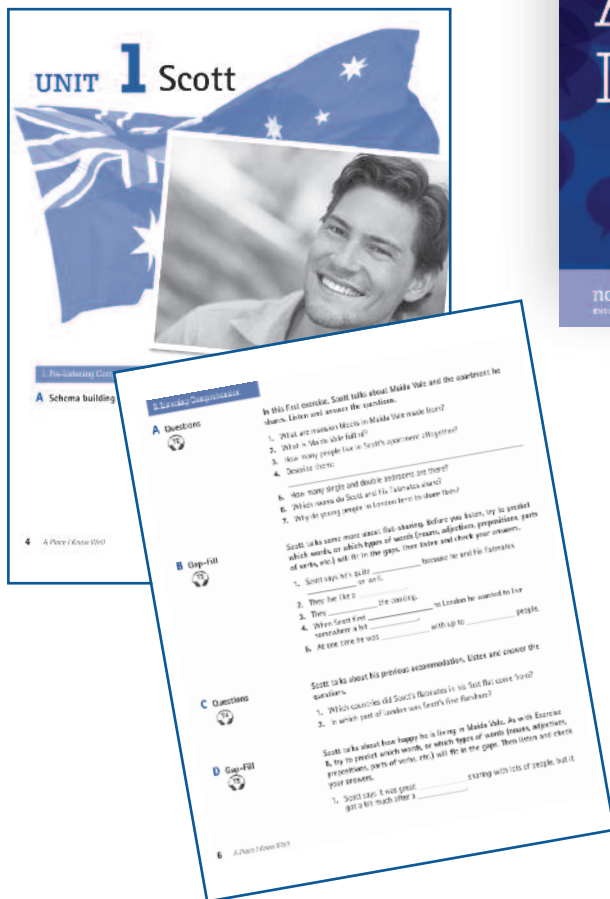 UNIT 1 Scott
1. Pre-Listening Com
A Schema building
4 A Place I Know Well
2. Listening Comprehension
A Questions
In this first exercise, Scott talks about Maida Vale and the apartment he
shares. Listen and answer the questions.
1. What are mansion blocks in Maida Vale made from?
2. What is Maida Vale full of?
3. How many people live in Scott's apartment altogether?
4. Describe them:
5. How many single and double bedrooms are there?
6. Which rooms do Scott and his flatmates share?
7. Why do young people in London tend to share flats?
B Gap-Fill
Scott talks some more about flat-sharing. Before you listen, try to predict
which words, or which types of words (nouns, adjectives, prepositions, parts
of verbs, etc.) will fit in the gaps. Then listen and check your answers.
1. Scott says he's quite __________ because he and his flatmates
__________ so well.
2. They live like a __________.
3. They __________ the cooking.
4. When Scott first __________ to London he wanted to live
somewhere a bit __________.
5. At one time he was __________ with up to __________ people.
C Questions
Scott talks about his previous accommodation. Listen and answer the
questions.
1. Which countries did Scott's flatmates in his first flat come from?
2. In which part of London was Scott's first flatshare?
D Gap-Fill
Scott talks about how happy he is living in Maida Vale. As with Exercise
B, try to predict which words, or which types of words (nouns, adjectives,
prepositions, parts of verbs, etc.) will fit in the gaps. Then listen and check
your answers.
1. Scott says it was great __________ sharing with lots of people, but it
got a bit much after a __________.
6 A Place I Know Well